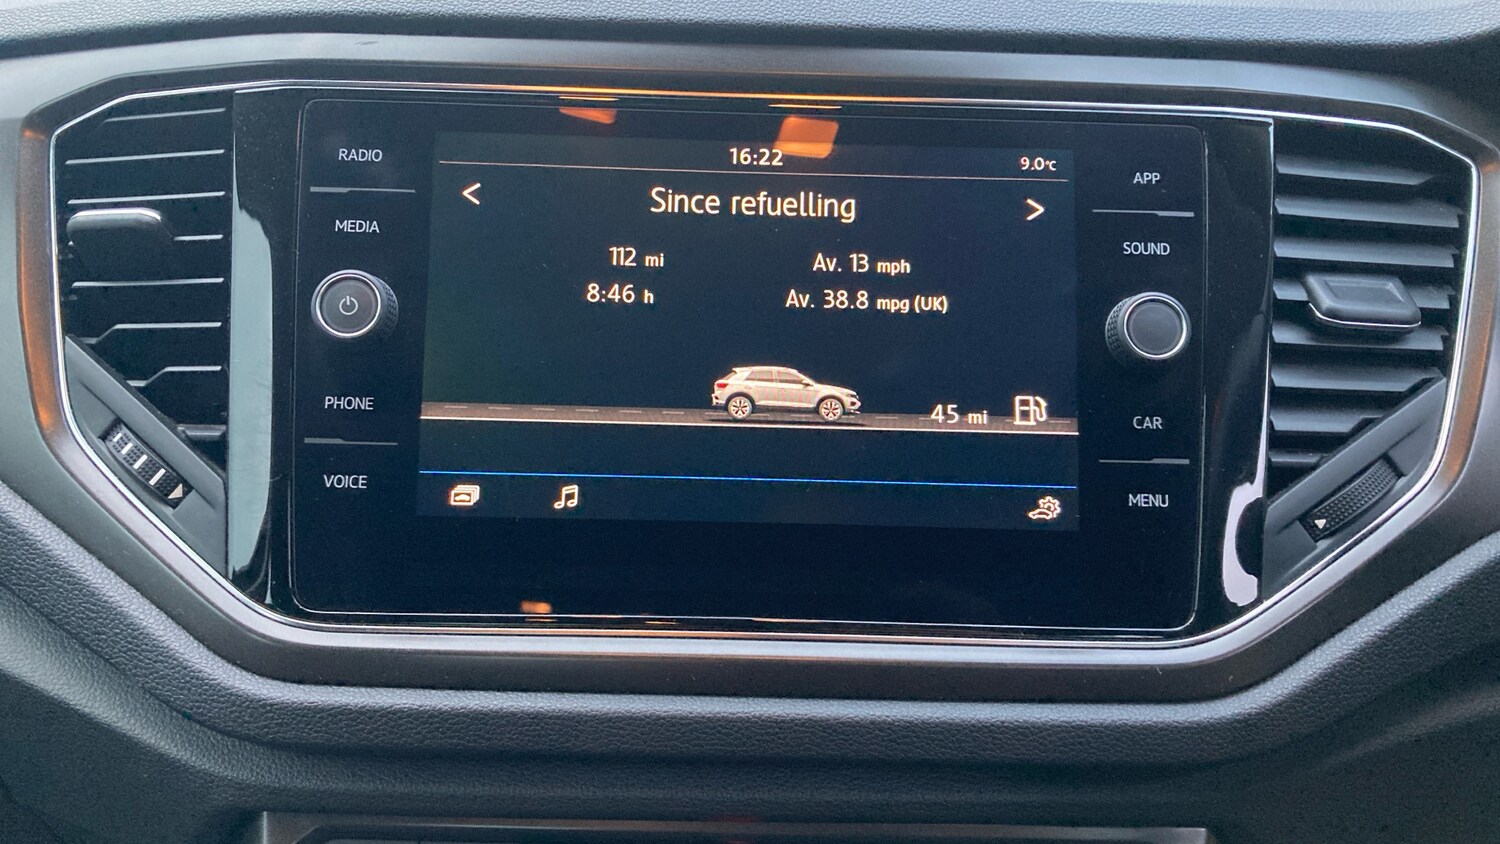 RADIO
MEDIA
PHONE
VOICE
16:22
9.0°C
<
Since refuelling
>
112 mi
Av. 13 mph
8:46 h
Av. 38.8 mpg (UK)
45 mi
APP
SOUND
CAR
MENU